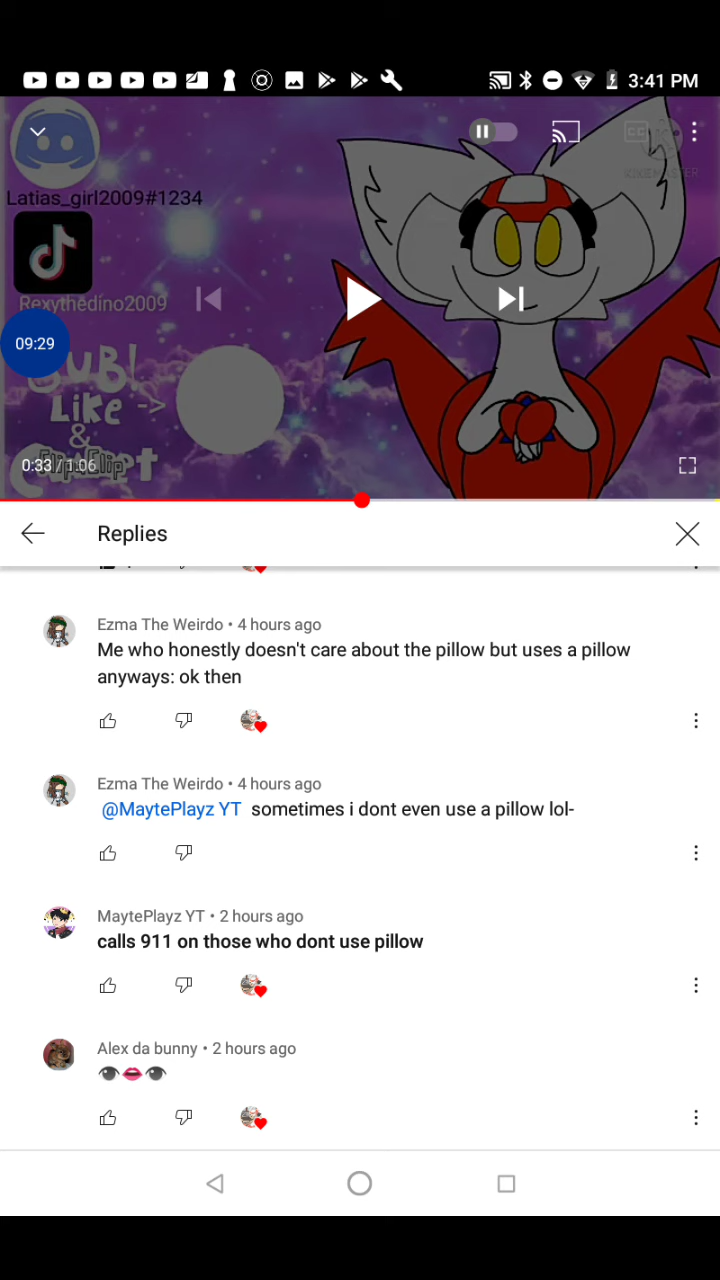 3:41 PM
CC
KINEMASTER
Latias_girl2009#1234
Rexythedino2009
09:29
SUB!
Like ->
&
0:33 / 1:06
Replies
Ezma The Weirdo • 4 hours ago
Me who honestly doesn't care about the pillow but uses a pillow
anyways: ok then
Ezma The Weirdo • 4 hours ago
@MaytePlayz YT sometimes i dont even use a pillow lol-
MaytePlayz YT • 2 hours ago
calls 911 on those who dont use pillow
Alex da bunny • 2 hours ago
👁️👄👁️